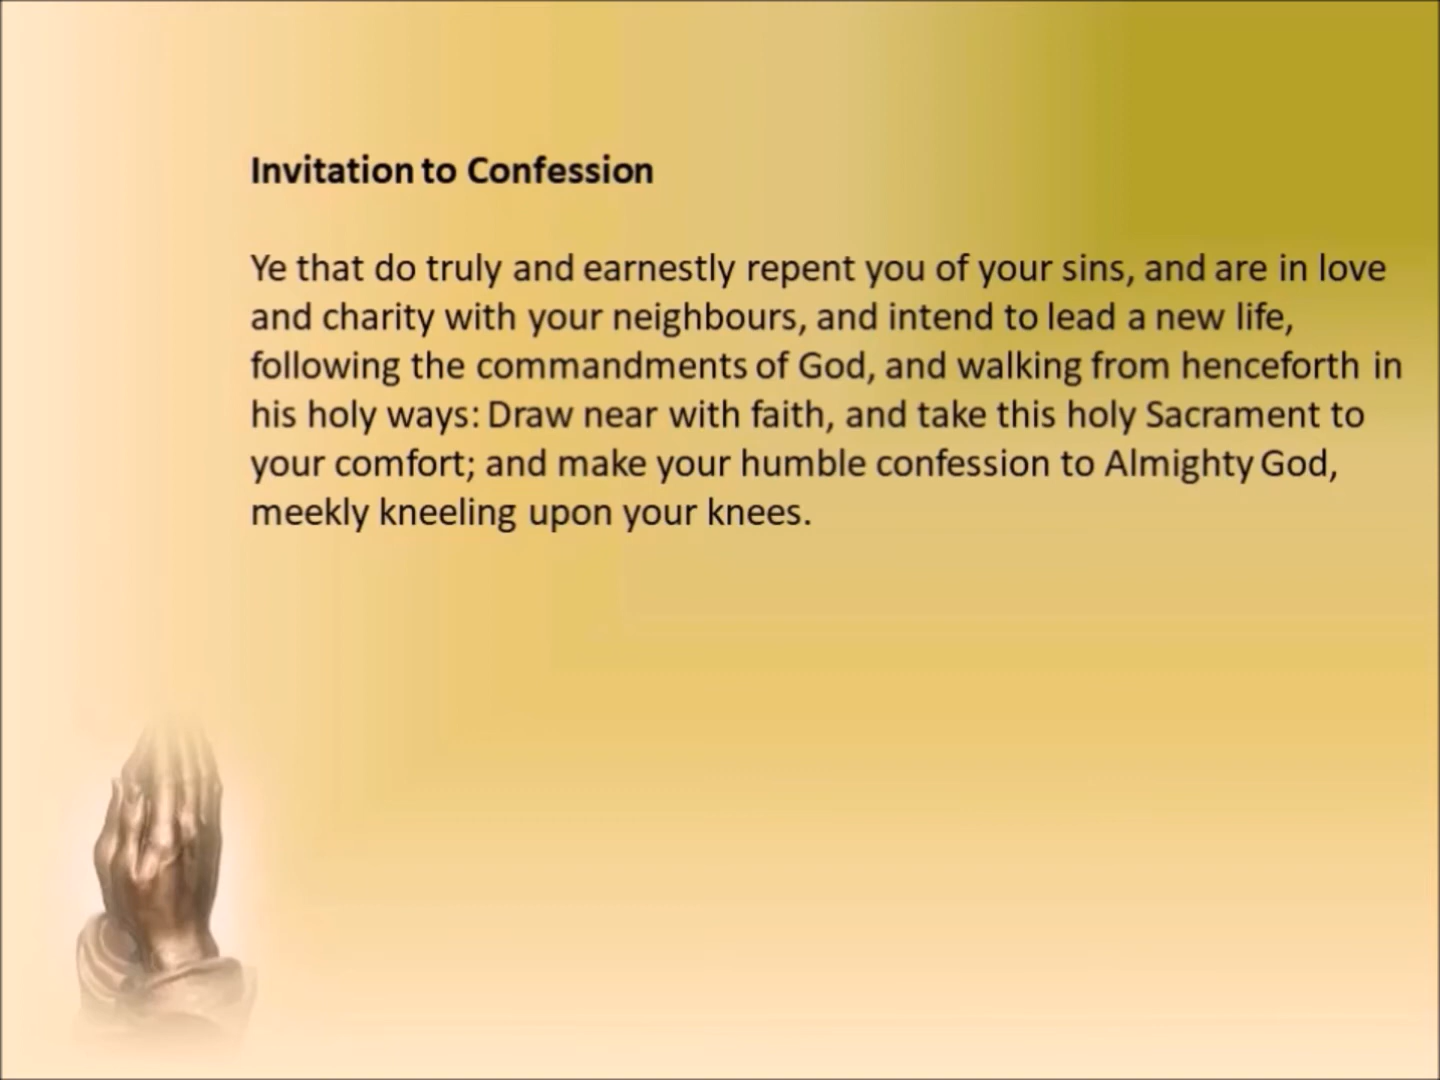 Invitation to Confession
Ye that do truly and earnestly repent you of your sins, and are in love
and charity with your neighbours, and intend to lead a new life,
following the commandments of God, and walking from henceforth in
his holy ways: Draw near with faith, and take this holy Sacrament to
your comfort; and make your humble confession to Almighty God,
meekly kneeling upon your knees.